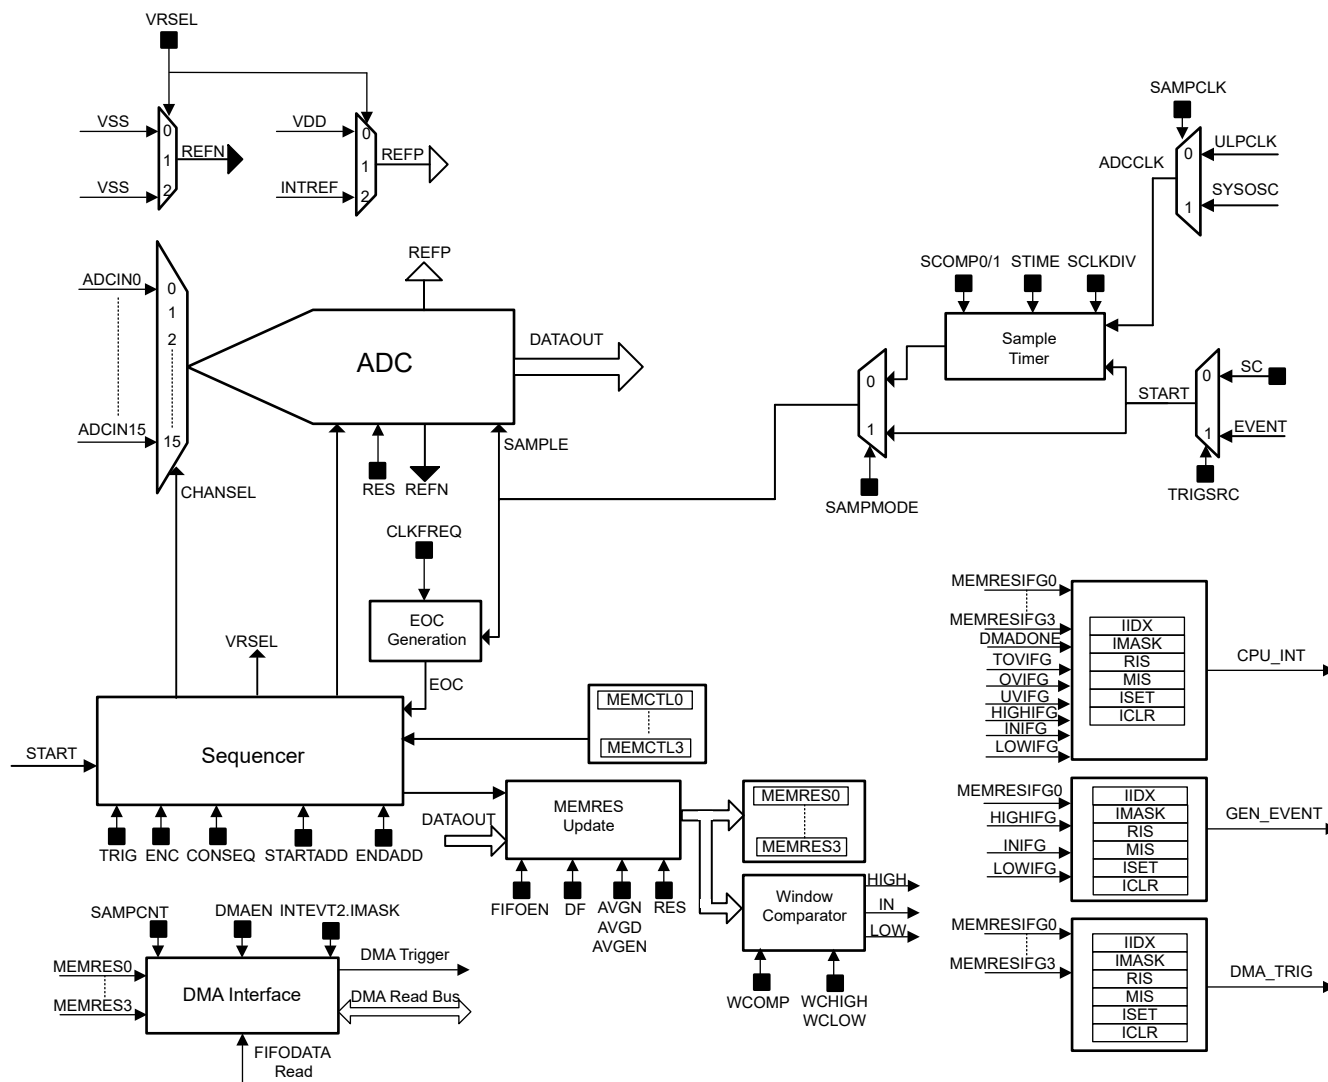 VRSEL
VSS
0
1
2
REFN
VSS
VDD
0
1
2
REFP
INTREF
SAMPCLK
ULPCLK
0
ADCCLK
SYSOSC
1
REFP
ADCIN0
0
1
2
ADCIN15
15
CHANSEL
ADC
DATAOUT
RES
REFN
SAMPLE
SCOMP0/1
STIME
SCLKDIV
Sample
Timer
0
1
SAMPMODE
START
0
SC
1
EVENT
TRIGSRC
CLKFREQ
EOC
Generation
EOC
VRSEL
START
Sequencer
MEMCTL0
MEMCTL3
TRIG
ENC
CONSEQ
STARTADD
ENDADD
DATAOUT
MEMRES
Update
FIFOEN
DF
AVGN
AVGD
AVGEN
RES
MEMRES0
MEMRES3
Window
Comparator
HIGH
IN
LOW
WCOMP
WCHIGH
WCLOW
SAMPCNT
DMAEN
INTEVT2.IMASK
MEMRES0
MEMRES3
DMA Interface
DMA Trigger
DMA Read Bus
FIFODATA
Read
MEMRESIFG0
MEMRESIFG3
DMADONE
TOVIFG
OVIFG
UVIFG
HIGHIFG
INIFG
LOWIFG
IIDX
IMASK
RIS
MIS
ISET
ICLR
CPU_INT
MEMRESIFG0
HIGHIFG
INIFG
LOWIFG
IIDX
IMASK
RIS
MIS
ISET
ICLR
GEN_EVENT
MEMRESIFG0
MEMRESIFG3
IIDX
IMASK
RIS
MIS
ISET
ICLR
DMA_TRIG